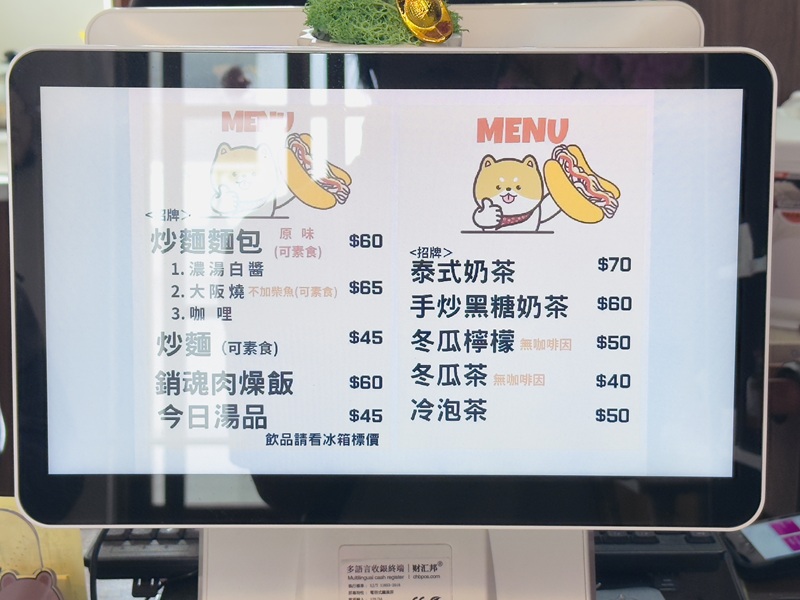 MENU
<招牌>
炒麵麵包 原味 (可素食) $60
1. 濃湯白醬
2. 大阪燒 不加柴魚(可素食) $65
3. 咖哩
炒麵 (可素食) $45
銷魂肉燥飯 $60
今日湯品 $45
飲品請看冰箱標價
MENU
<招牌>
泰式奶茶 $70
手炒黑糖奶茶 $60
冬瓜檸檬 無咖啡因 $50
冬瓜茶 無咖啡因 $40
冷泡茶 $50
多語言收銀終端 | 财汇邦®
Multilingual cash register